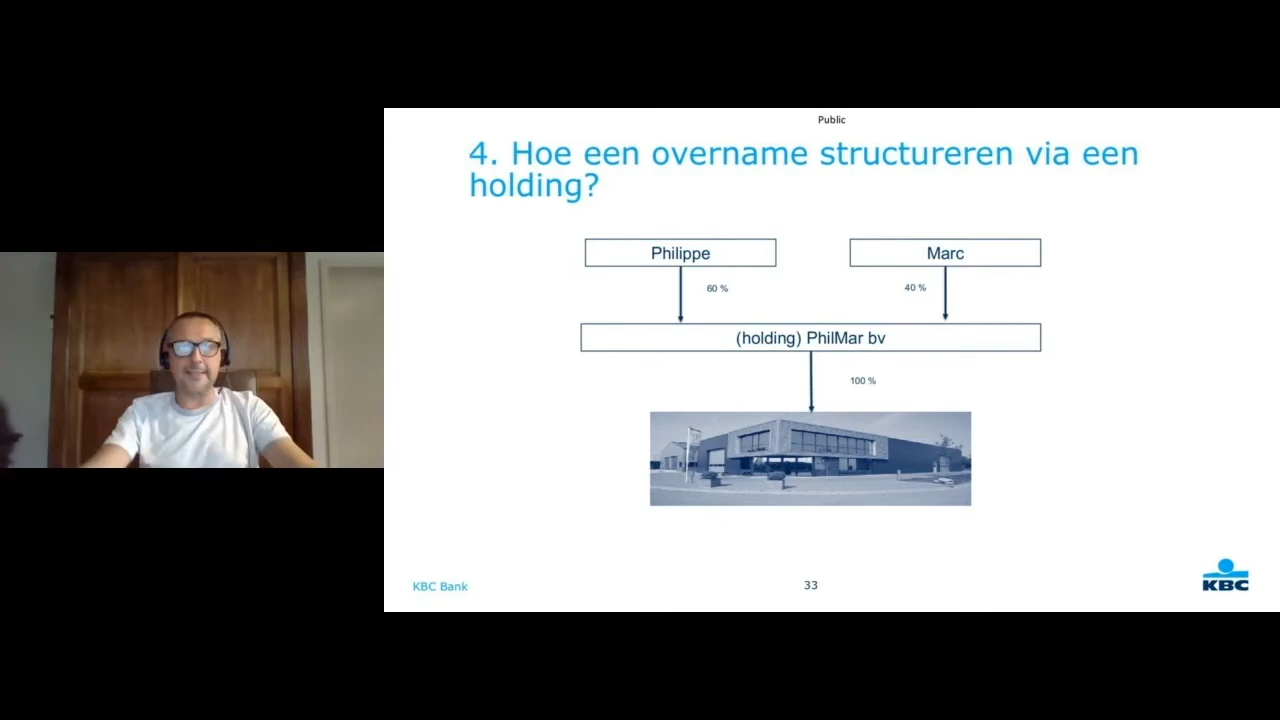 Public
4. Hoe een overname structureren via een
holding?
Philippe
Marc
60 %
40 %
(holding) PhilMar bv
100 %
KBC Bank
33
KBC